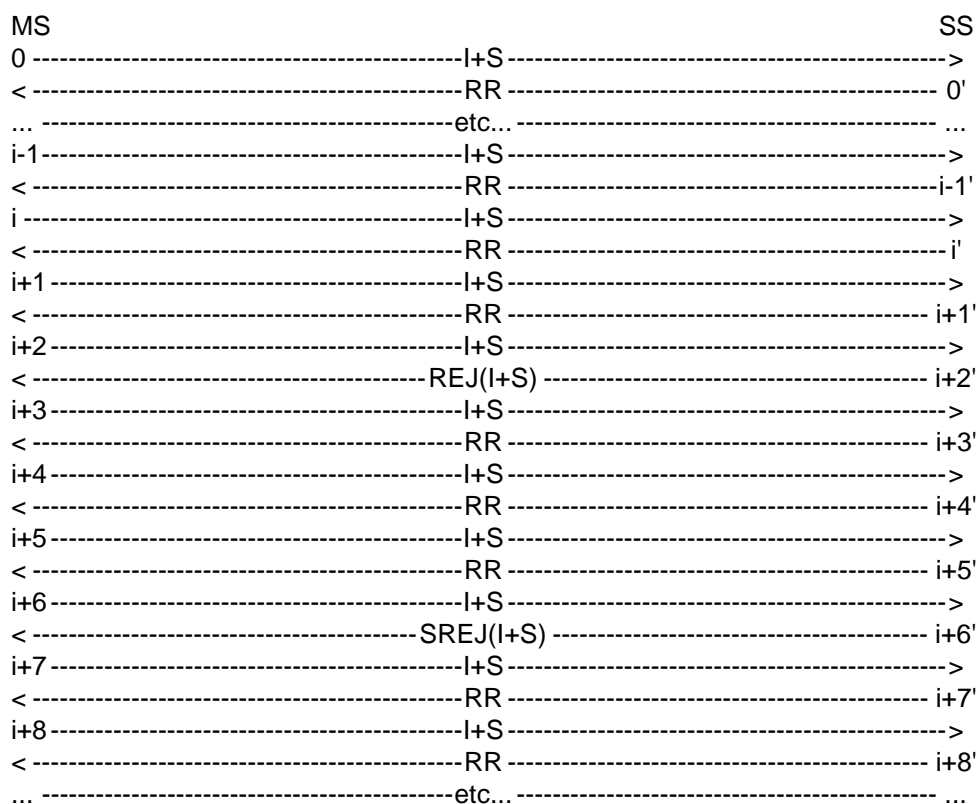 MS SS
0 ------------------------------------------------I+S ------------------------------------------------->
< ------------------------------------------------RR ------------------------------------------------ 0'
... ----------------------------------------------etc... ----------------------------------------------- ...
i-1-----------------------------------------------I+S ------------------------------------------------->
< ------------------------------------------------RR ------------------------------------------------i-1'
i -------------------------------------------------I+S ------------------------------------------------->
< ------------------------------------------------RR ------------------------------------------------- i'
i+1 ----------------------------------------------I+S ------------------------------------------------->
< ------------------------------------------------RR ----------------------------------------------- i+1'
i+2-----------------------------------------------I+S ------------------------------------------------->
< --------------------------------------------REJ(I+S) ------------------------------------------- i+2'
i+3-----------------------------------------------I+S ------------------------------------------------->
< ------------------------------------------------RR ----------------------------------------------- i+3'
i+4-----------------------------------------------I+S ------------------------------------------------->
< ------------------------------------------------RR ----------------------------------------------- i+4'
i+5-----------------------------------------------I+S ------------------------------------------------->
< ------------------------------------------------RR ----------------------------------------------- i+5'
i+6-----------------------------------------------I+S ------------------------------------------------->
< -------------------------------------------SREJ(I+S) ------------------------------------------ i+6'
i+7-----------------------------------------------I+S ------------------------------------------------->
< ------------------------------------------------RR ----------------------------------------------- i+7'
i+8-----------------------------------------------I+S ------------------------------------------------->
< ------------------------------------------------RR ----------------------------------------------- i+8'
... ----------------------------------------------etc... ----------------------------------------------- ...